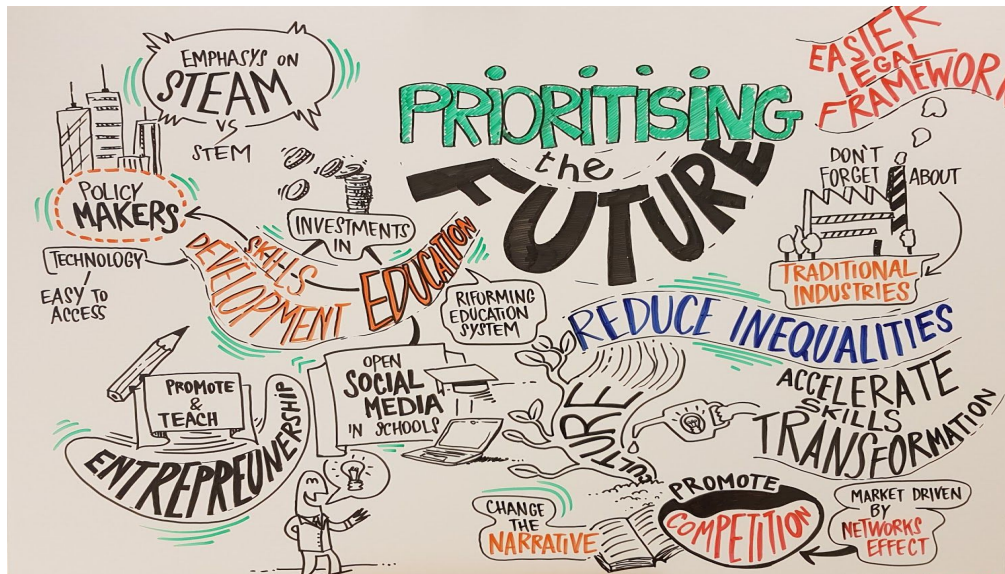 EMPHASYS ON
STEAM
VS
STEM
PRIORITISING
the
FUTURE
EASIER
LEGAL
FRAMEWORK
POLICY
MAKERS
TECHNOLOGY
EASY TO
ACCESS
INVESTMENTS
IN
EDUCATION
SKILLS
DEVELOPMENT
RIFORMING
EDUCATION
SYSTEM
DON'T
FORGET ABOUT
TRADITIONAL
INDUSTRIES
REDUCE INEQUALITIES
PROMOTE
&
TEACH
ENTREPREUNERSHIP
OPEN
SOCIAL
MEDIA
IN SCHOOLS
CULTURE
ACCELERATE
SKILLS
TRANSFORMATION
CHANGE
THE
NARRATIVE
PROMOTE
COMPETITION
MARKET DRIVEN
BY
NETWORKS
EFFECT